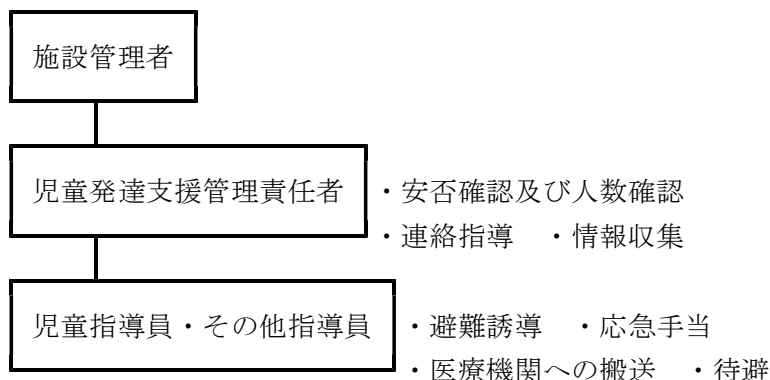 施設管理者
児童発達支援管理責任者 ・安否確認及び人数確認
・連絡指導 ・情報収集
児童指導員・その他指導員 ・避難誘導 ・応急手当
・医療機関への搬送 ・待避